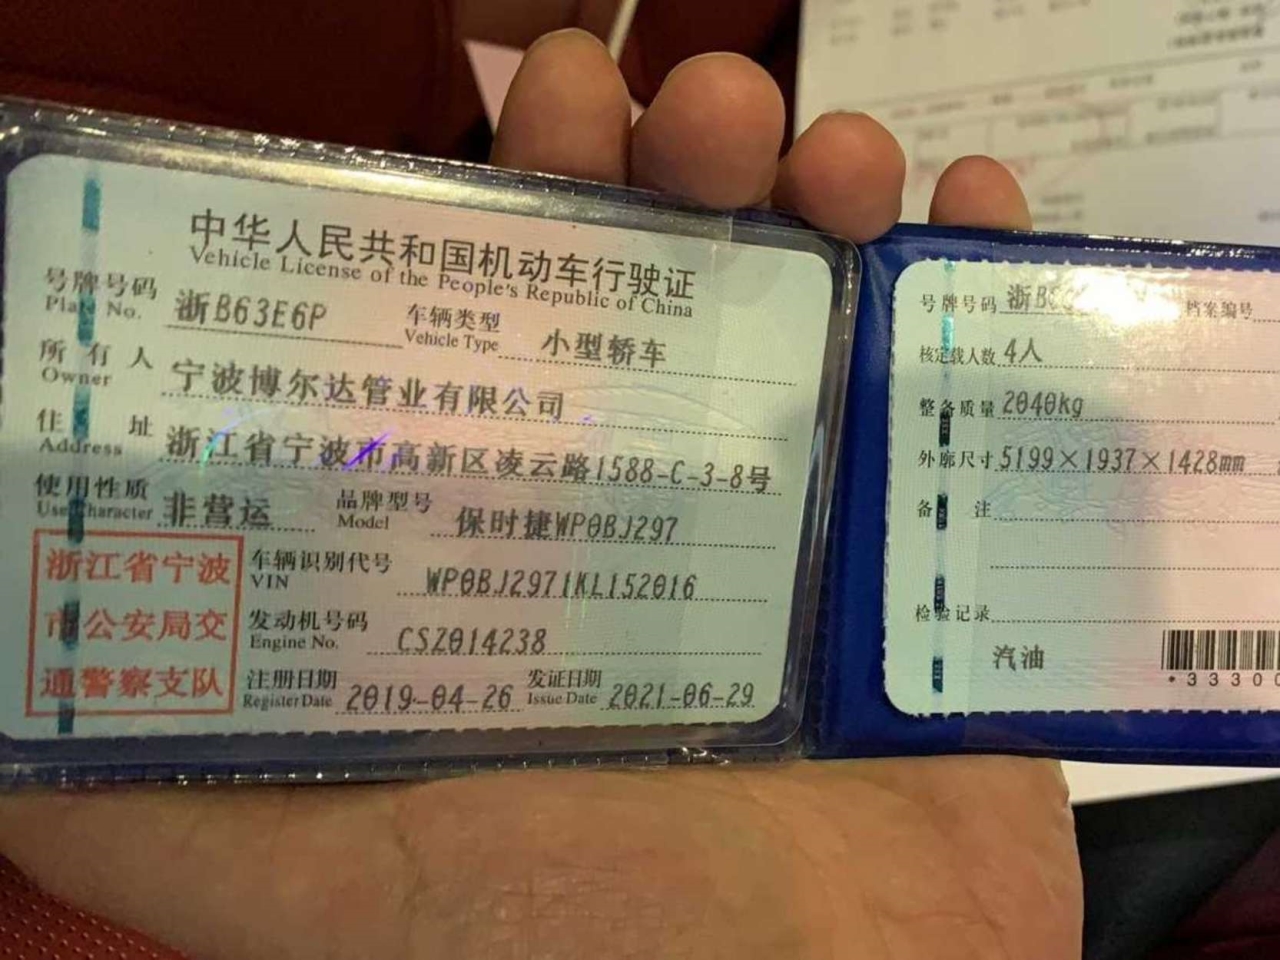 中华人民共和国机动车行驶证
Vehicle License of the People's Republic of China
号牌号码 浙B63E6P 车辆类型 小型轿车
Plate No. Vehicle Type
所有人 宁波博尔达管业有限公司
Owner
住址 浙江省宁波市高新区凌云路1588-C-3-8号
Address
使用性质 非营运 品牌型号 保时捷WP0BJ297
Use Character Model
浙江省宁波
市公安局交
通警察支队
车辆识别代号 WP0BJ2971KL152016
VIN
发动机号码 CSZ014238
Engine No.
注册日期 2019-04-26 发证日期 2021-06-29
Register Date Issue Date
号牌号码 浙B 档案编号
核定载人数 4人
整备质量 2040kg
外廓尺寸 5199×1937×1428mm
备注
检验记录
汽油
*3330